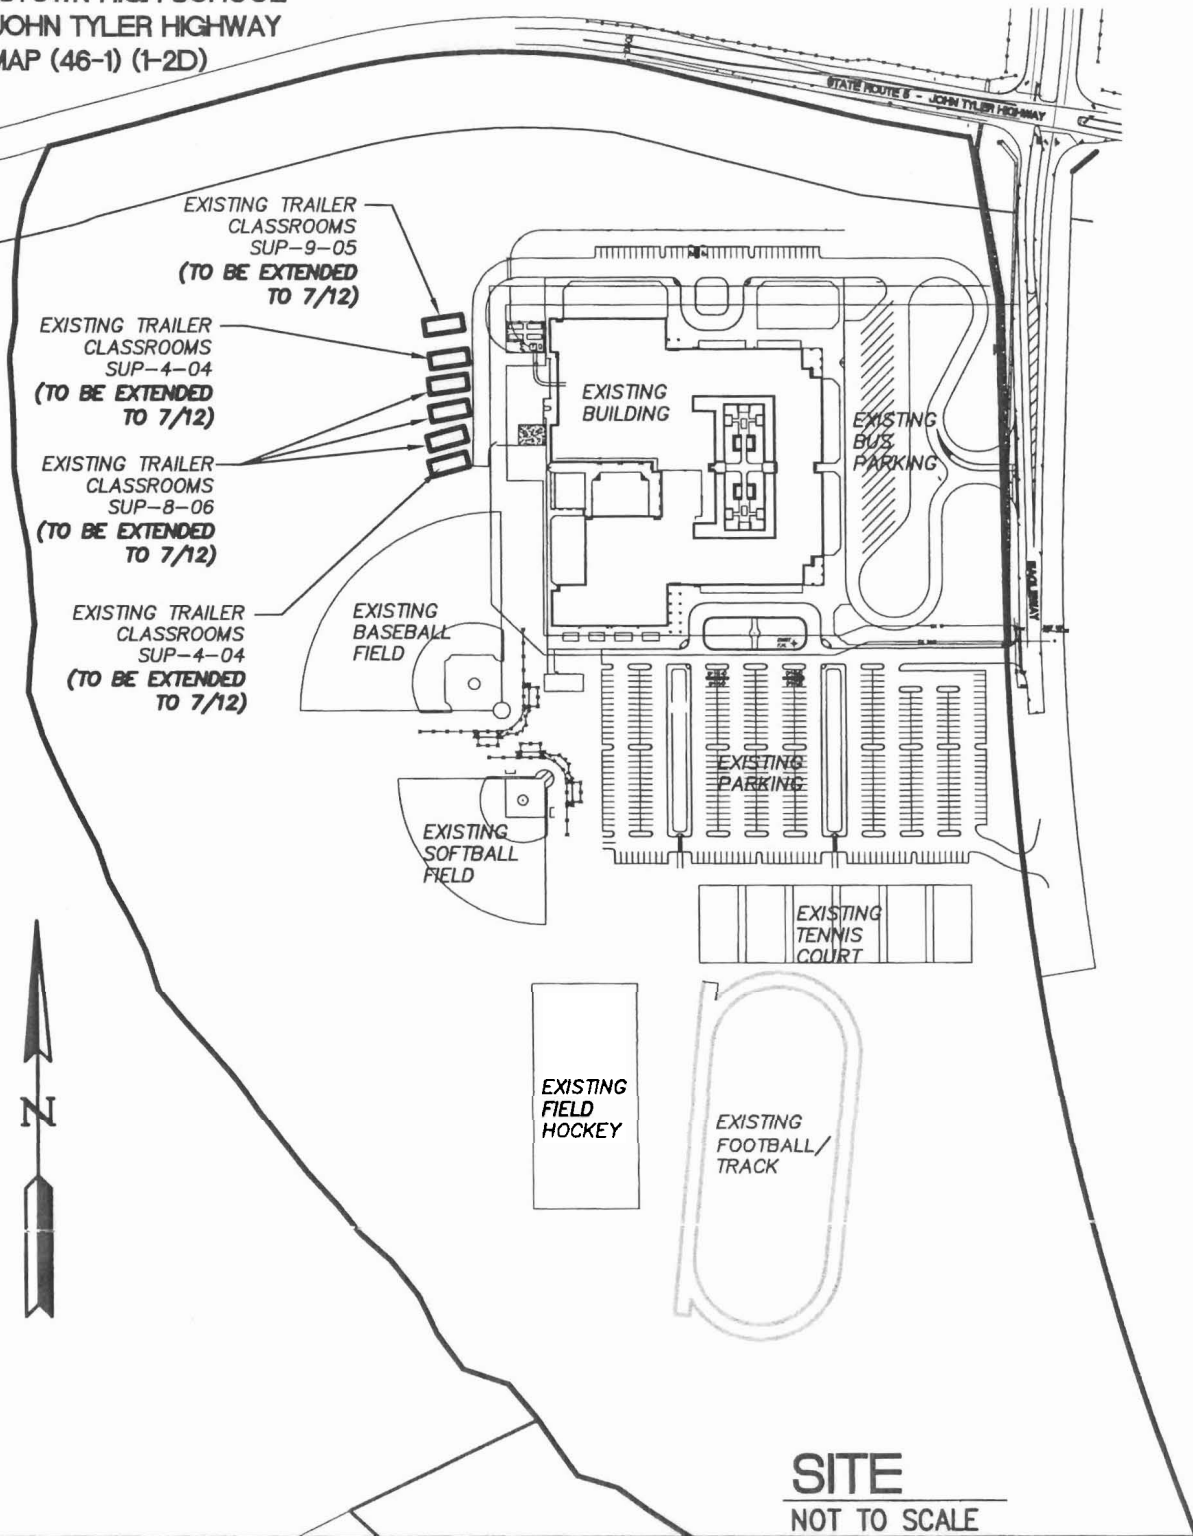 HIGH SCHOOL
JOHN TYLER HIGHWAY
MAP (46-1) (1-2D)
STATE ROUTE 5 - JOHN TYLER HIGHWAY
EXISTING TRAILER
CLASSROOMS
SUP-9-05
(TO BE EXTENDED
TO 7/12)
EXISTING TRAILER
CLASSROOMS
SUP-4-04
(TO BE EXTENDED
TO 7/12)
EXISTING TRAILER
CLASSROOMS
SUP-8-06
(TO BE EXTENDED
TO 7/12)
EXISTING TRAILER
CLASSROOMS
SUP-4-04
(TO BE EXTENDED
TO 7/12)
EXISTING
BUILDING
EXISTING
BUS
PARKING
EAGLE WAY
EXISTING
BASEBALL
FIELD
EXISTING
PARKING
EXISTING
SOFTBALL
FIELD
EXISTING
TENNIS
COURT
EXISTING
FIELD
HOCKEY
EXISTING
FOOTBALL/
TRACK
N
SITE
NOT TO SCALE